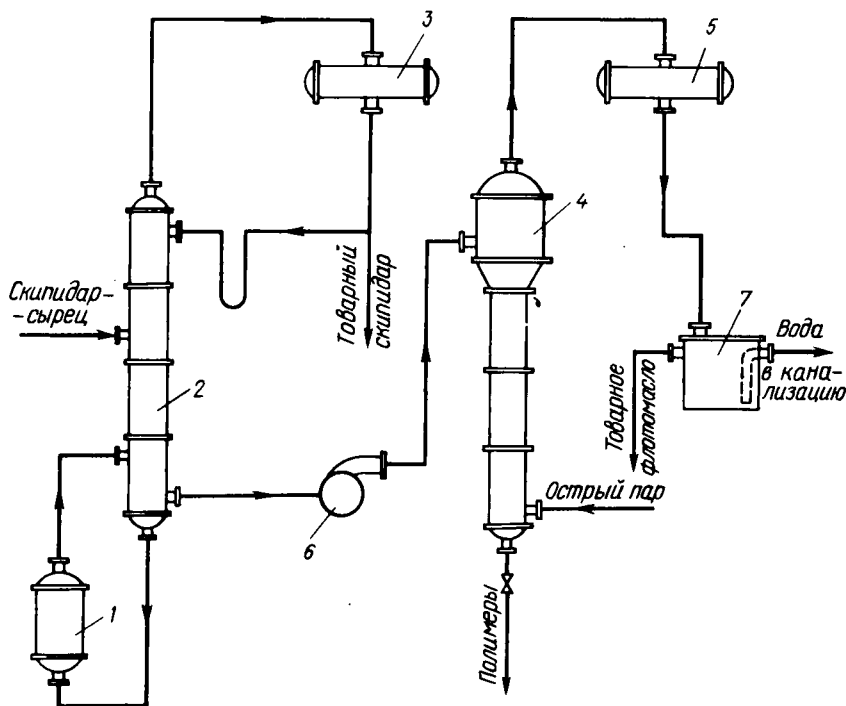 3
5
4
Скипидар-
-сырец
Товарный
скипидар
2
7
Вода
в кана-
лизацию
Товарное
флотомасло
Острый пар
6
1
Полимеры